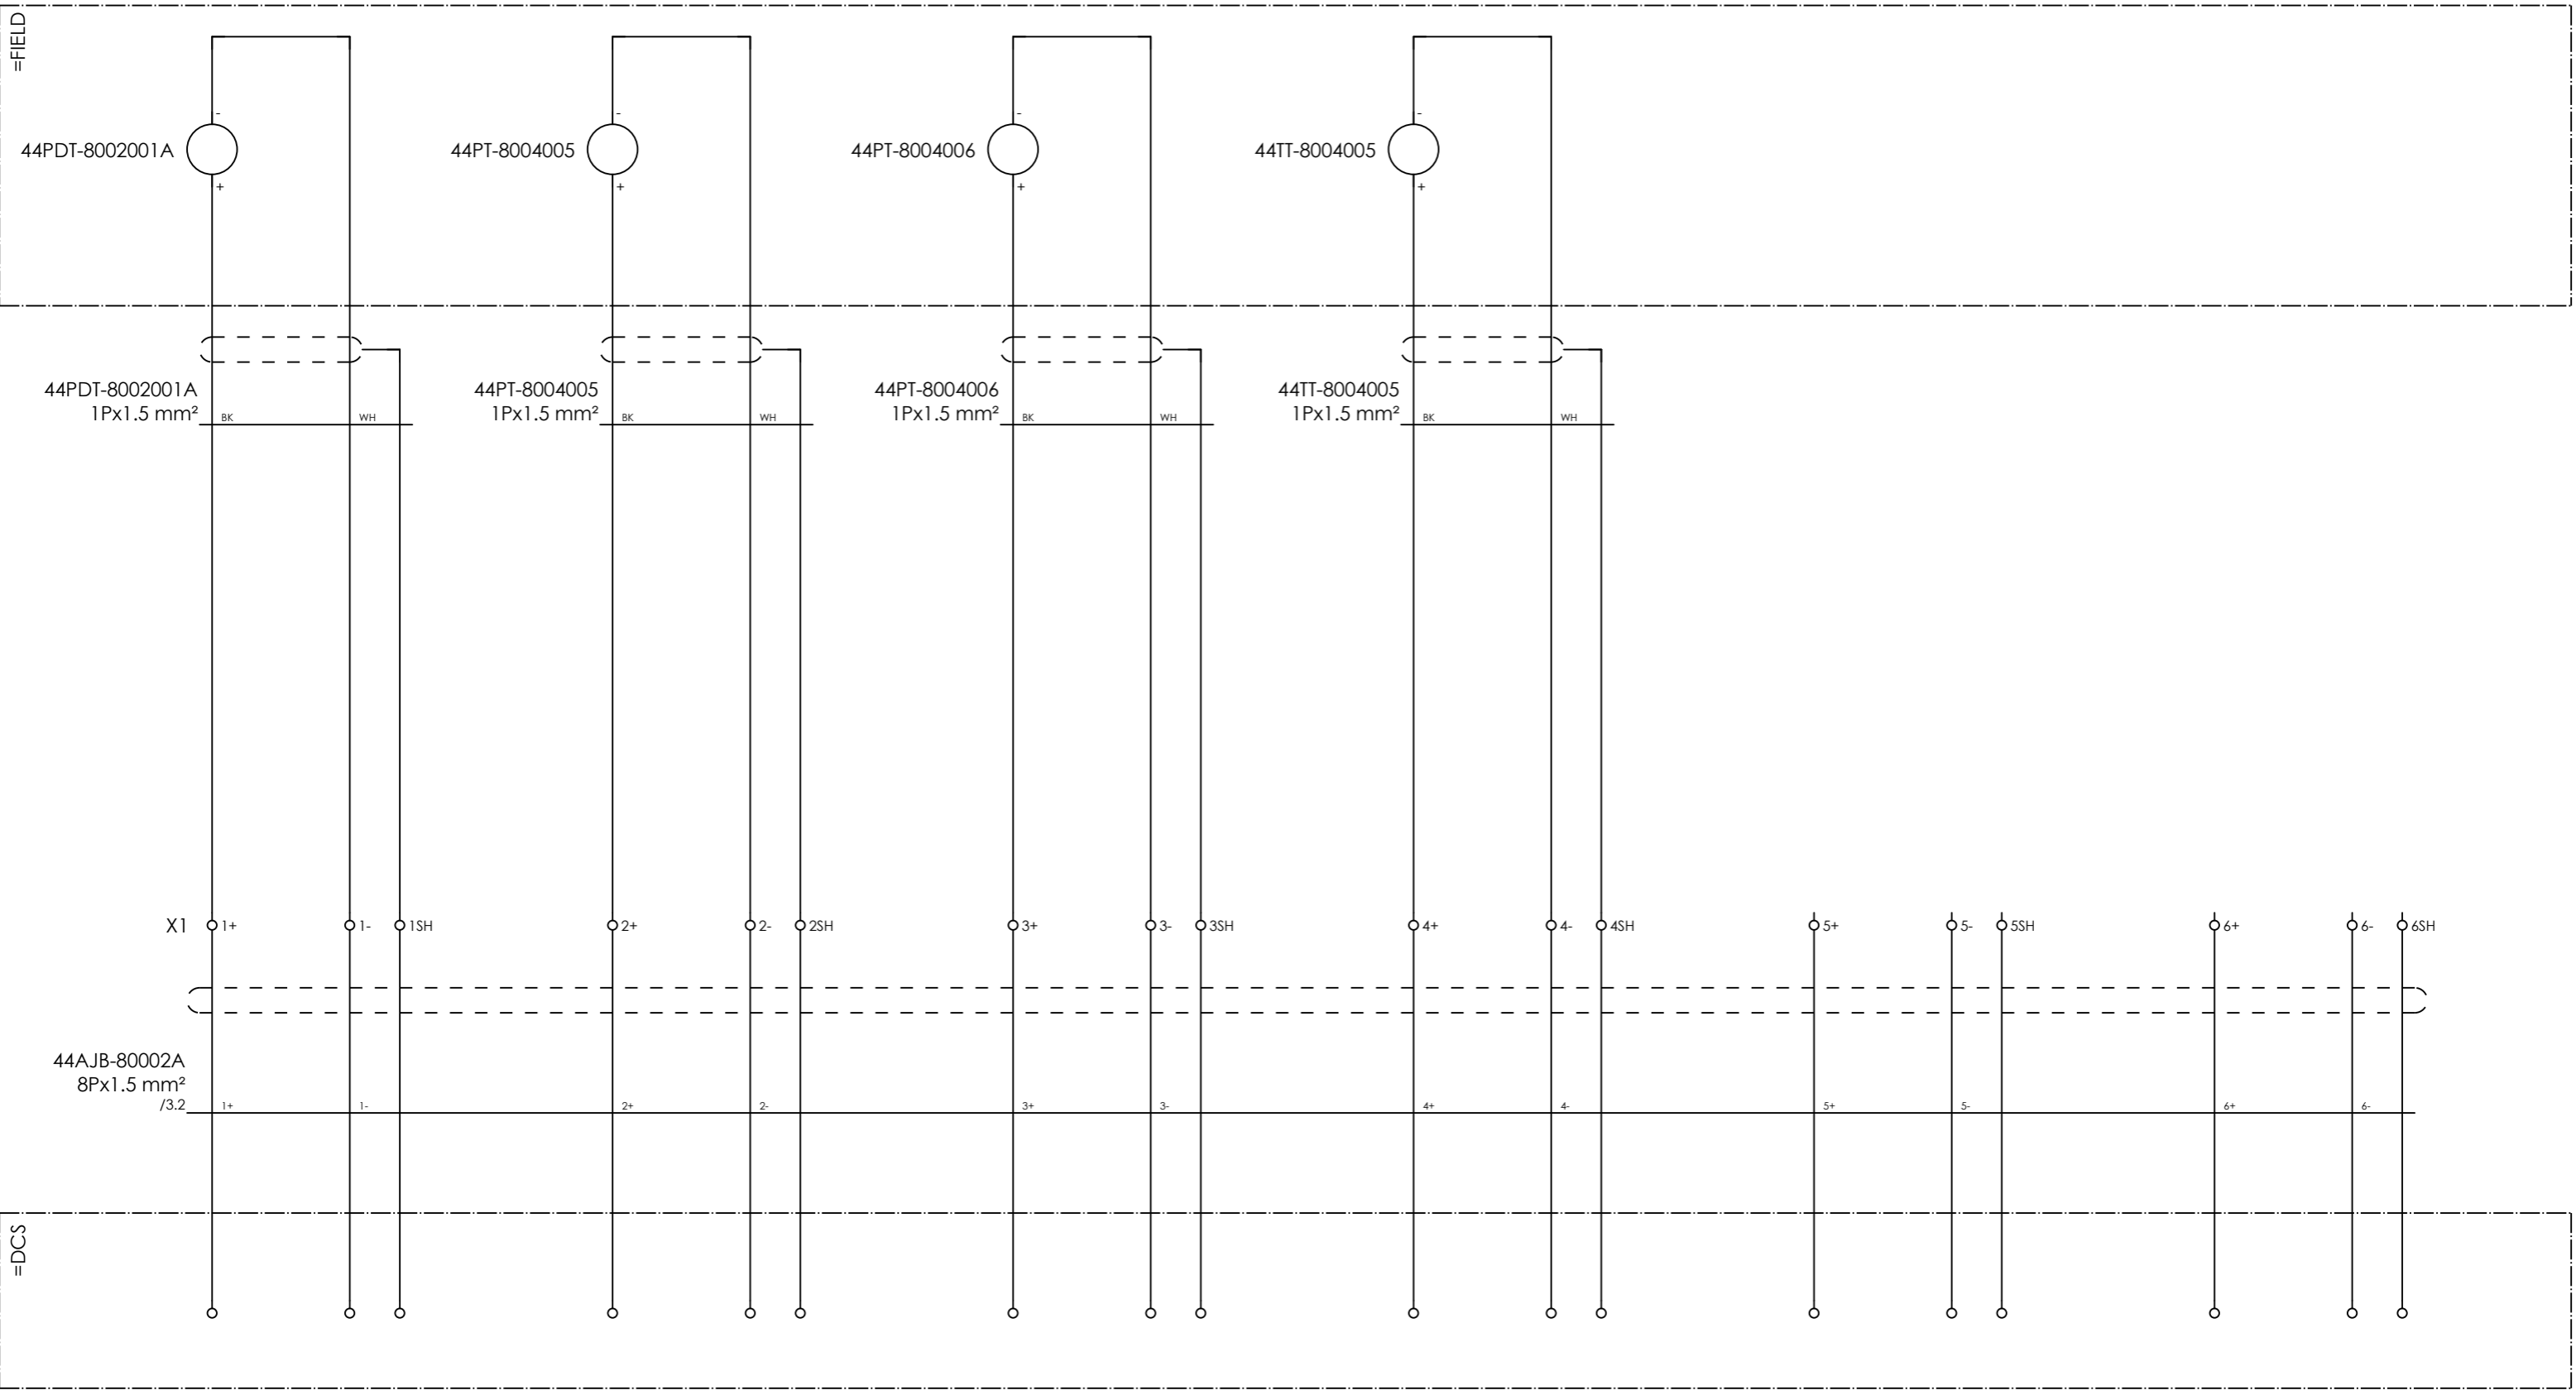 =FIELD
-
-
-
-
44PDT-8002001A
44PT-8004005
44PT-8004006
44TT-8004005
+
+
+
+
44PDT-8002001A
1Px1.5 mm²
BK
WH
44PT-8004005
1Px1.5 mm²
BK
WH
44PT-8004006
1Px1.5 mm²
BK
WH
44TT-8004005
1Px1.5 mm²
BK
WH
X1
1+
1-
1SH
2+
2-
2SH
3+
3-
3SH
4+
4-
4SH
5+
5-
5SH
6+
6-
6SH
44AJB-80002A
8Px1.5 mm²
/3.2
1+
1-
2+
2-
3+
3-
4+
4-
5+
5-
6+
6-
=DCS